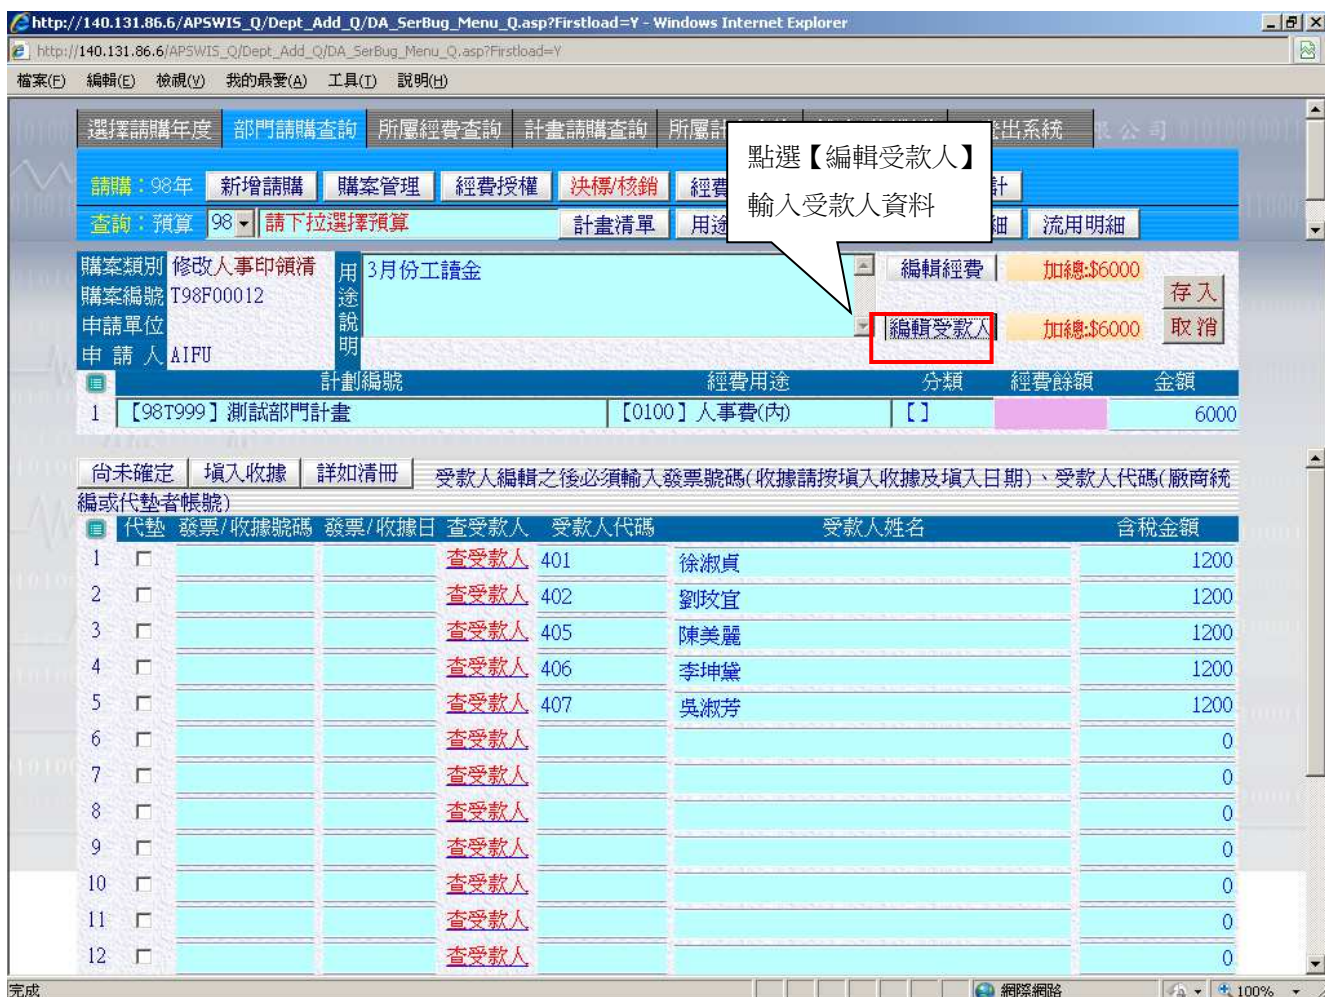 http://140.131.86.6/APSWIS_Q/Dept_Add_Q/DA_SerBug_Menu_Q.asp?Firstload=Y - Windows Internet Explorer
http://140.131.86.6/APSWIS_Q/Dept_Add_Q/DA_SerBug_Menu_Q.asp?Firstload=Y
檔案(F) 編輯(E) 檢視(V) 我的最愛(A) 工具(T) 說明(H)
選擇請購年度 部門請購查詢 所屬經費查詢 計畫請購查詢 所屬計 出系統 限公司
點選【編輯受款人】
輸入受款人資料
請購：98年 新增請購 購案管理 經費授權 決標/核銷 經費 計
查詢：預算 98 請下拉選擇預算 計畫清單 用途 細 流用明細
購案類別 修改人事印領清 用途說明 3月份工讀金 編輯經費 加總:$6000 存入
購案編號 T98F00012
申請單位 編輯受款人 加總:$6000 取消
申請人 AIFU
計劃編號 經費用途 分類 經費餘額 金額
1 【98T999】測試部門計畫 【0100】人事費(內) 【】 6000
尚未確定 填入收據 詳如清冊 受款人編輯之後必須輸入發票號碼(收據請按填入收據及填入日期)、受款人代碼(廠商統
編或代墊者帳號)
代墊 發票/收據號碼 發票/收據日 查受款人 受款人代碼 受款人姓名 含稅金額
1 查受款人 401 徐淑貞 1200
2 查受款人 402 劉玫宜 1200
3 查受款人 405 陳美麗 1200
4 查受款人 406 李坤黛 1200
5 查受款人 407 吳淑芳 1200
6 查受款人 0
7 查受款人 0
8 查受款人 0
9 查受款人 0
10 查受款人 0
11 查受款人 0
12 查受款人 0
完成 網際網路 100%